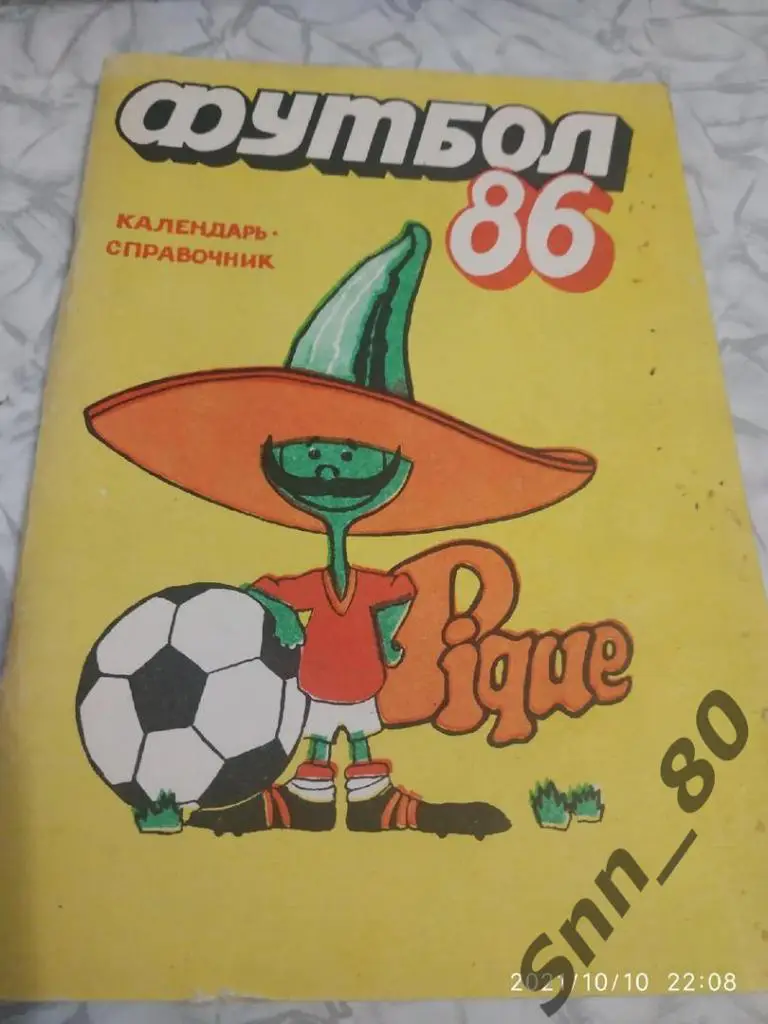 ФУТБОЛ
86
КАЛЕНДАРЬ-
СПРАВОЧНИК
Pique
Snn_80
2021/10/10 22:08